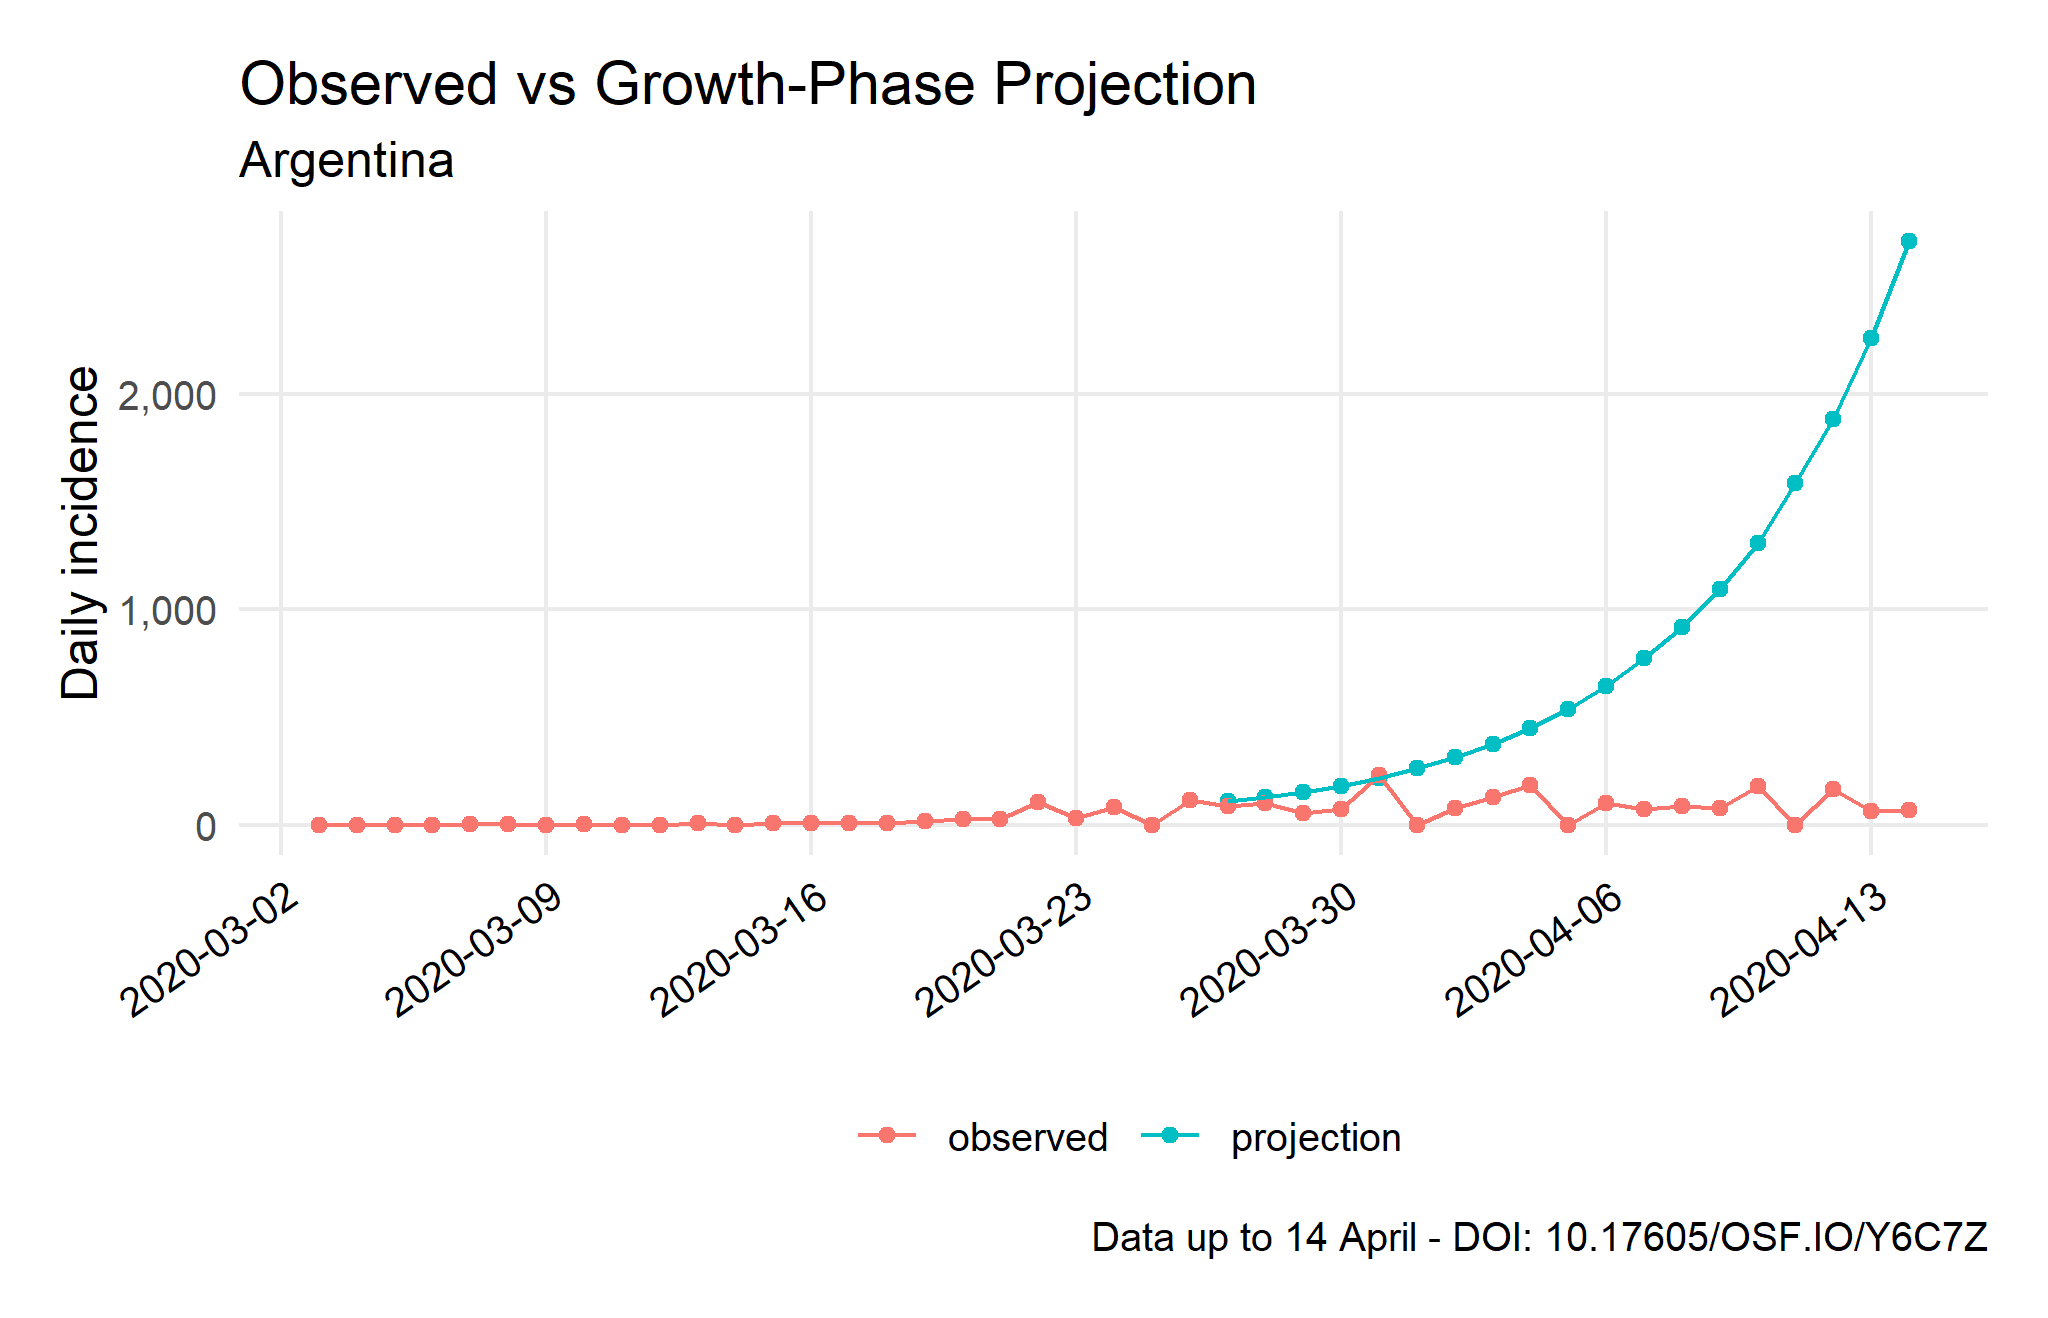 Observed vs Growth-Phase Projection
Argentina
Daily incidence
2,000
1,000
0
2020-03-02
2020-03-09
2020-03-16
2020-03-23
2020-03-30
2020-04-06
2020-04-13
observed
projection
Data up to 14 April - DOI: 10.17605/OSF.IO/Y6C7Z